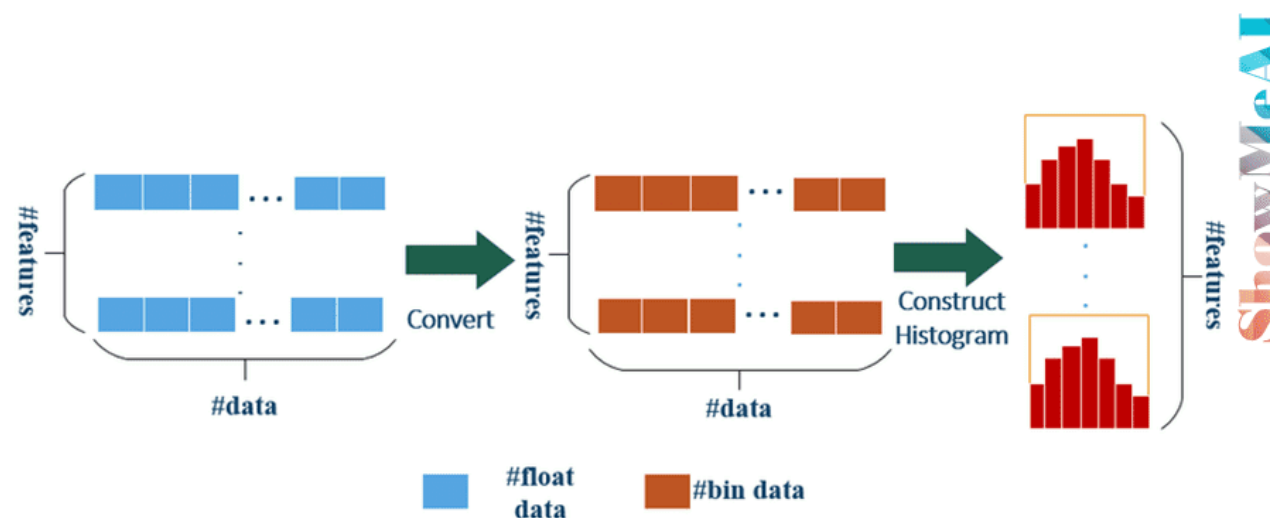 #features
#data
Convert
#features
#data
Construct
Histogram
#features
#float
data
#bin data
ShowMeAI